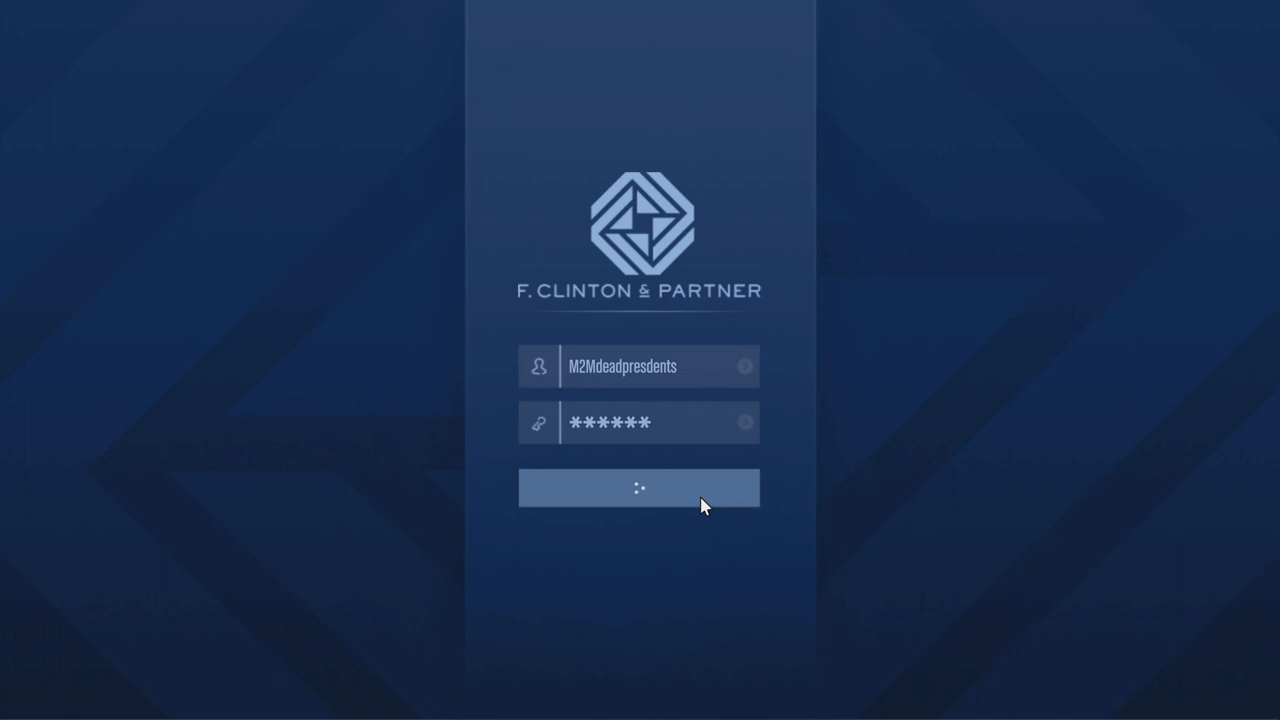 F. CLINTON & PARTNER
M2Mdeadpresdents
******